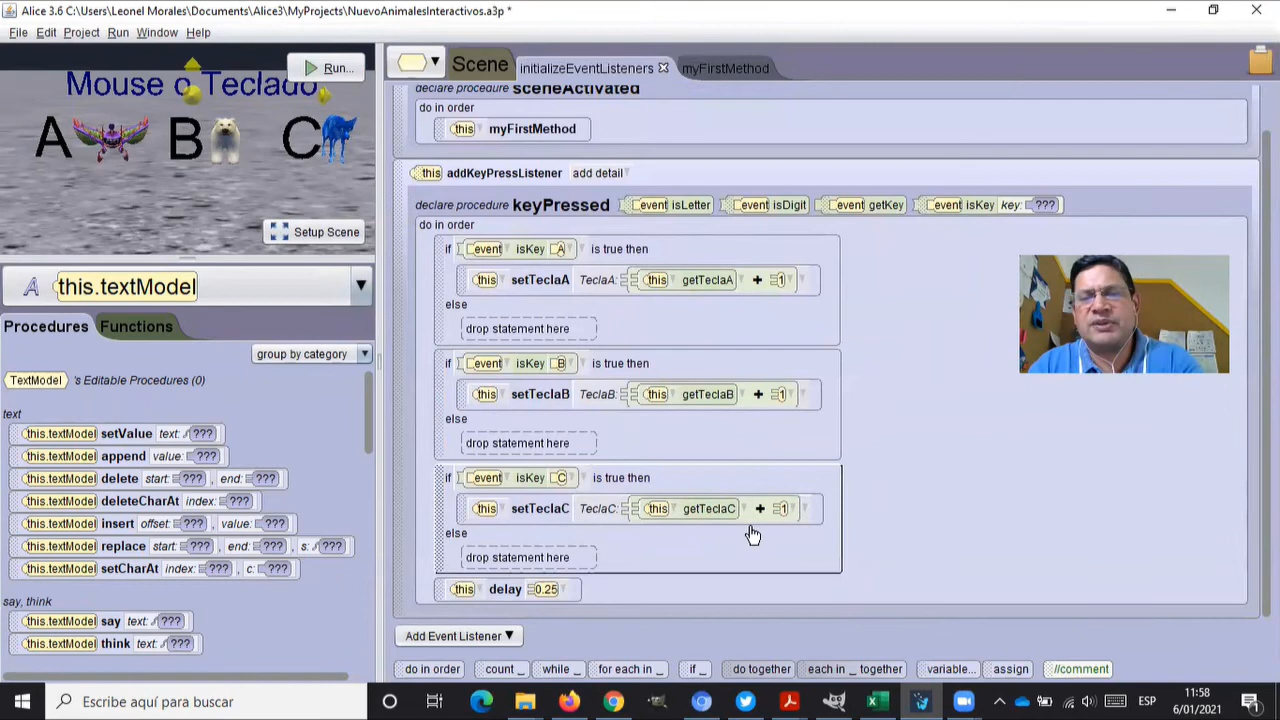 Alice 3.6 C:\Users\Leonel Morales\Documents\Alice3\MyProjects\NuevoAnimalesInteractivos.a3p *
File Edit Project Run Window Help
Mouse o Teclado
Run...
A B C
Setup Scene
this.textModel
Procedures Functions
group by category
TextModel 's Editable Procedures (0)
text
this.textModel setValue text: ???
this.textModel append value: ???
this.textModel delete start: ??? , end: ???
this.textModel deleteCharAt index: ???
this.textModel insert offset: ??? , value: ???
this.textModel replace start: ??? , end: ??? , s: ???
this.textModel setCharAt index: ??? , c: ???
say, think
this.textModel say text: ???
this.textModel think text: ???
Scene initializeEventListeners myFirstMethod
declare procedure sceneActivated
do in order
this myFirstMethod
this addKeyPressListener add detail
declare procedure keyPressed event isLetter event isDigit event getKey event isKey key: ???
do in order
if event isKey A is true then
this setTeclaA TeclaA: this getTeclaA + 1
else
drop statement here
if event isKey B is true then
this setTeclaB TeclaB: this getTeclaB + 1
else
drop statement here
if event isKey C is true then
this setTeclaC TeclaC: this getTeclaC + 1
else
drop statement here
this delay 0.25
Add Event Listener
do in order count _ while _ for each in _ if _ do together each in _ together variable... assign //comment
Escribe aquí para buscar
ESP
11:58
6/01/2021